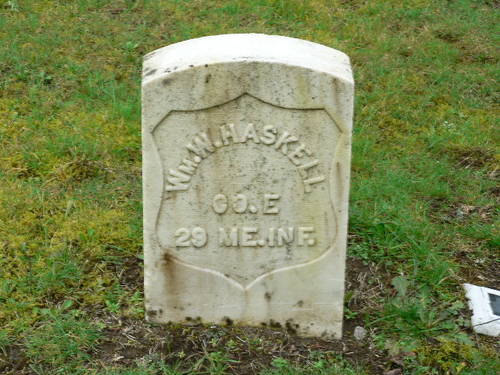 Wm. W. HASKELL
CO. E
29 ME. INF.